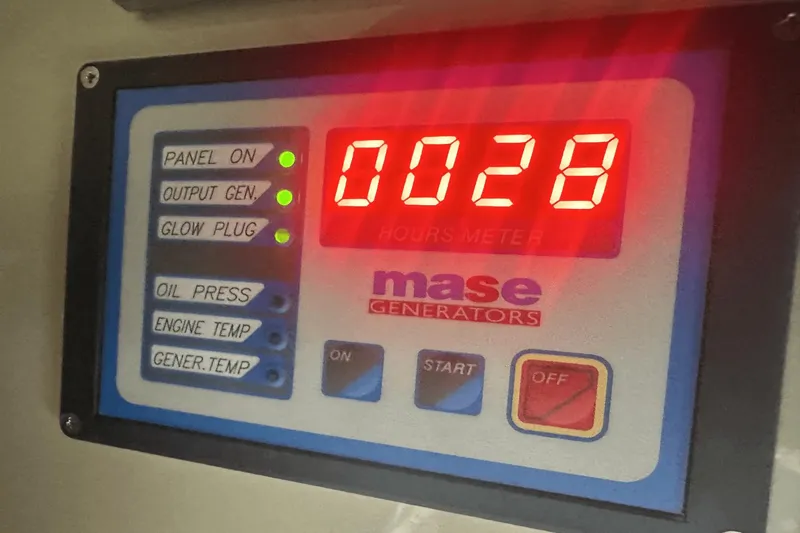 PANEL ON
OUTPUT GEN.
GLOW PLUG
OIL PRESS
ENGINE TEMP
GENER.TEMP
0028
HOURS METER
mase
GENERATORS
ON
START
OFF